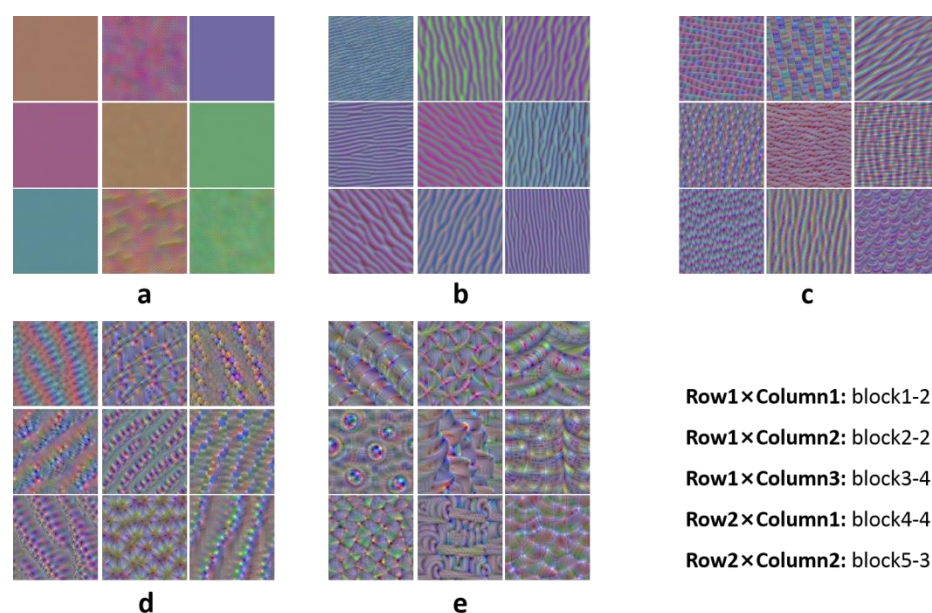 a
b
c
Row1×Column1: block1-2
Row1×Column2: block2-2
Row1×Column3: block3-4
Row2×Column1: block4-4
Row2×Column2: block5-3
d
e